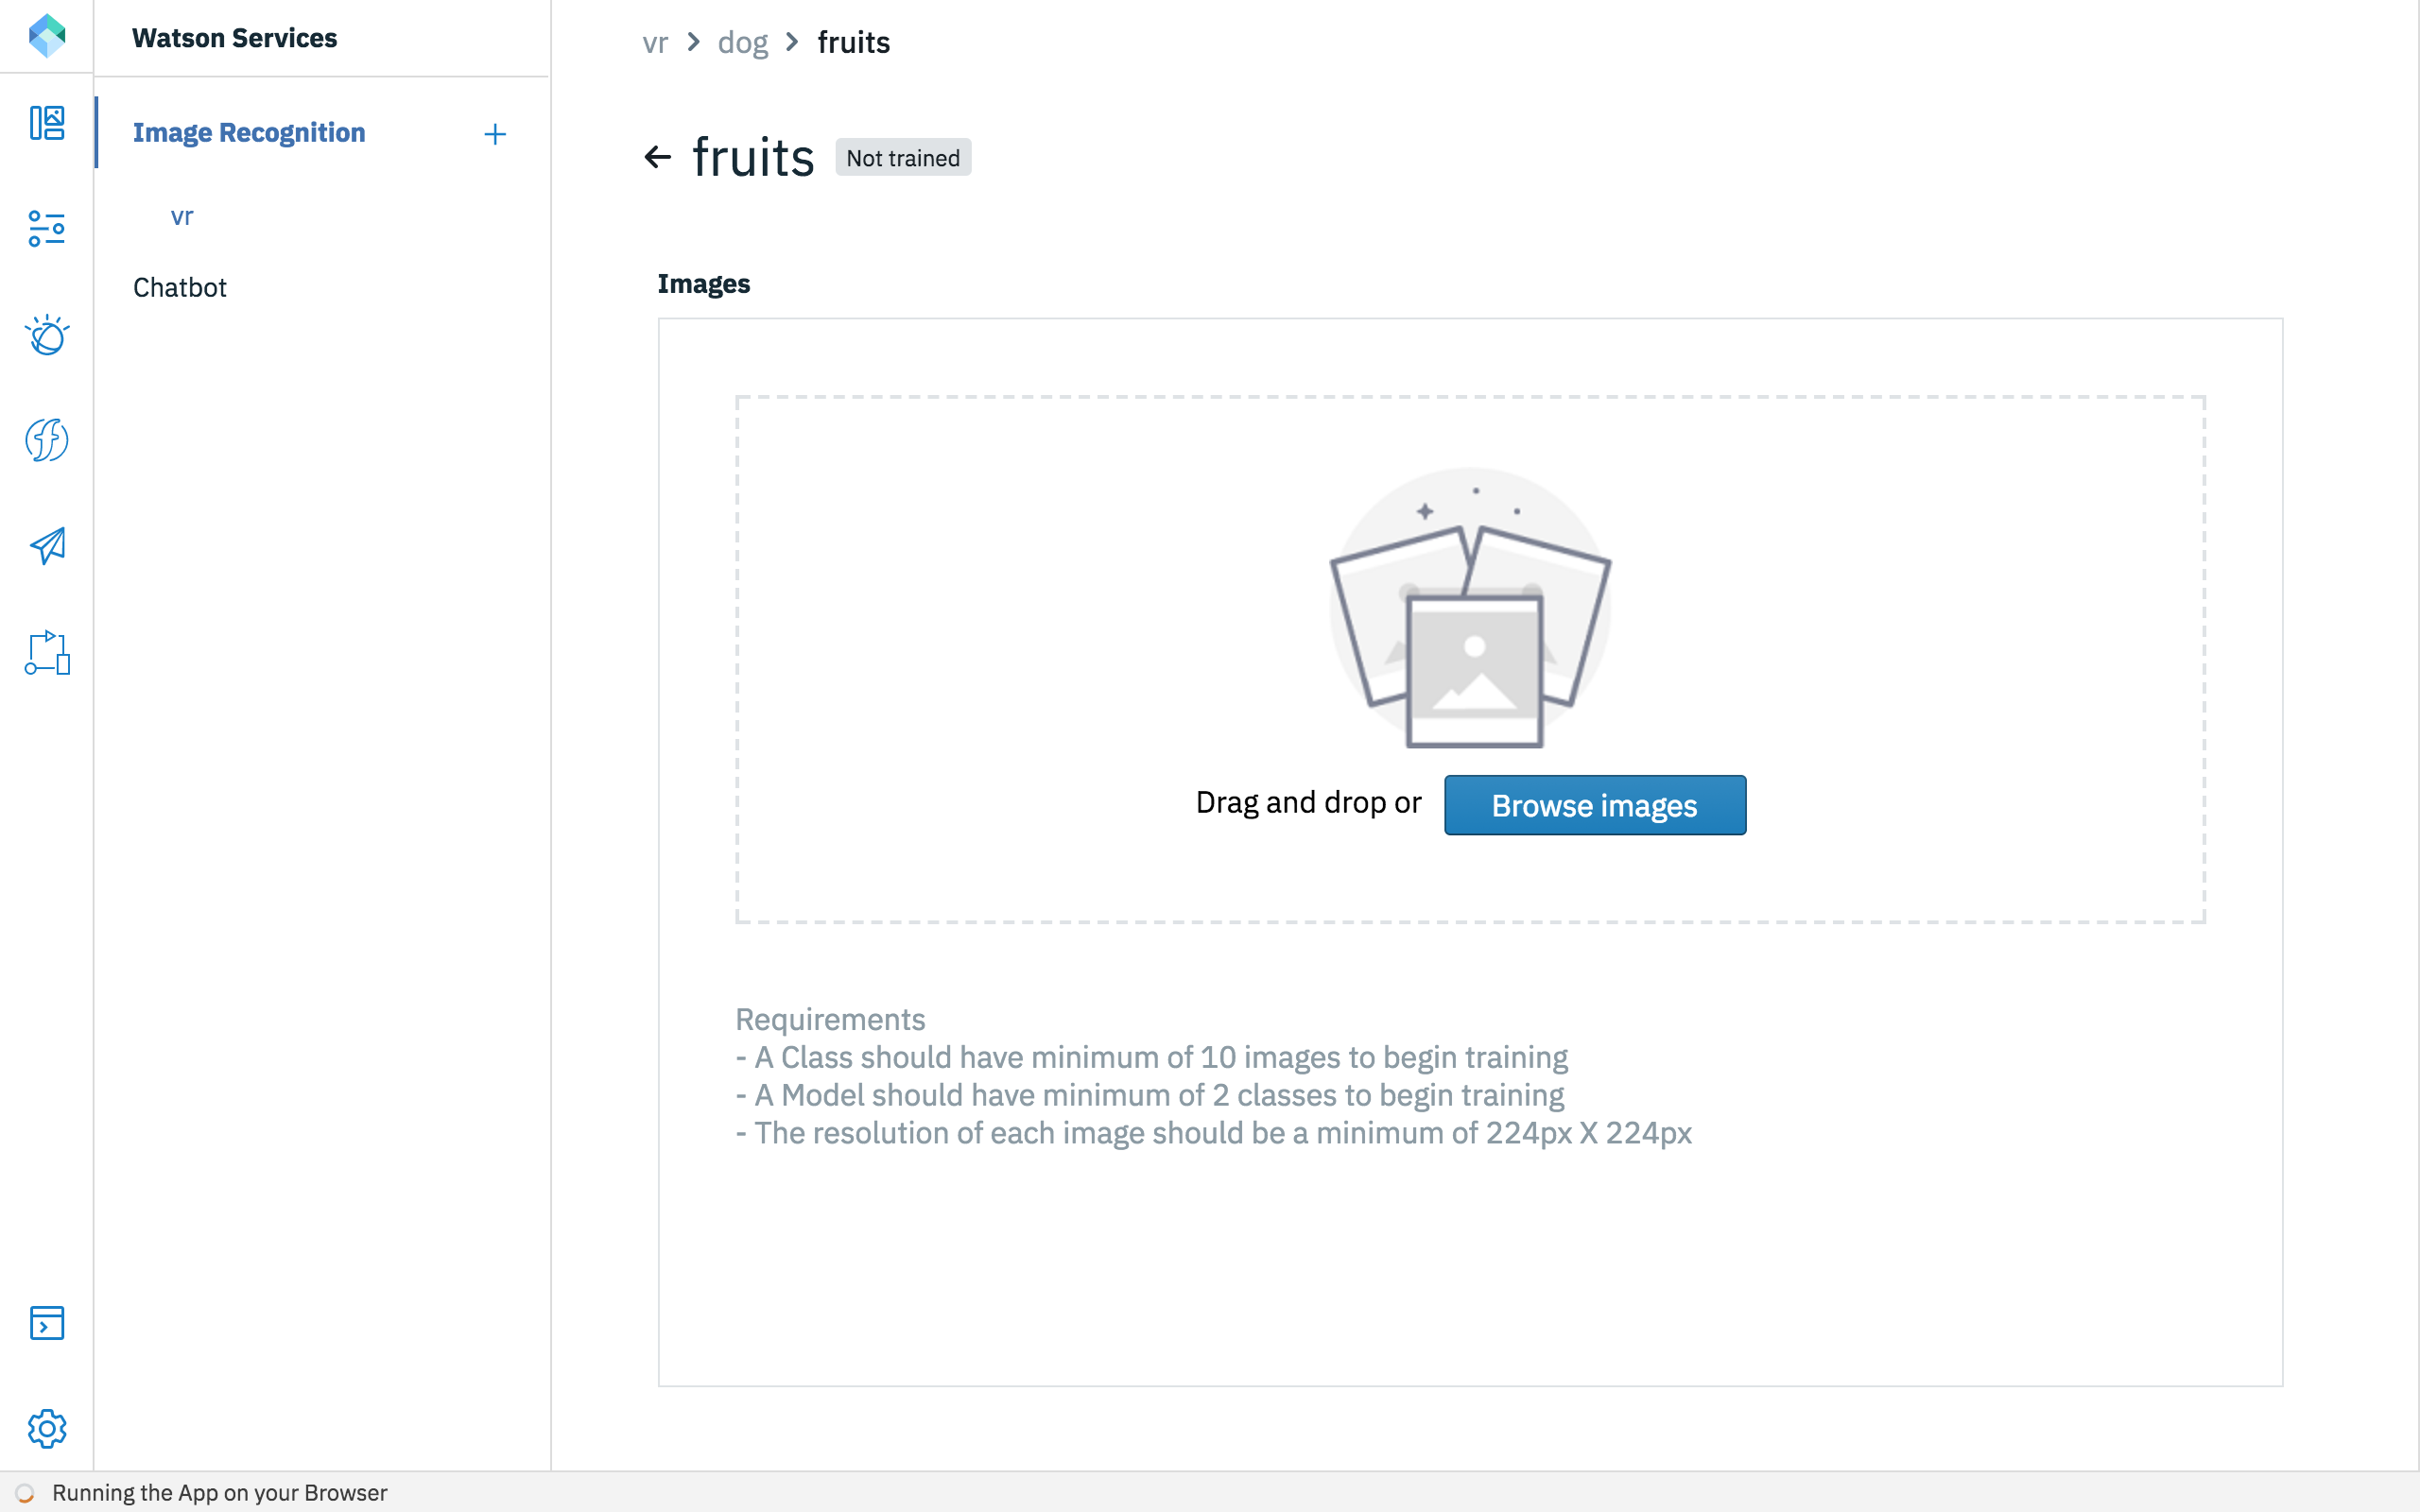 Watson Services
Image Recognition
vr
Chatbot
vr > dog > fruits
fruits Not trained
Images
Drag and drop or Browse images
Requirements
- A Class should have minimum of 10 images to begin training
- A Model should have minimum of 2 classes to begin training
- The resolution of each image should be a minimum of 224px X 224px
Running the App on your Browser